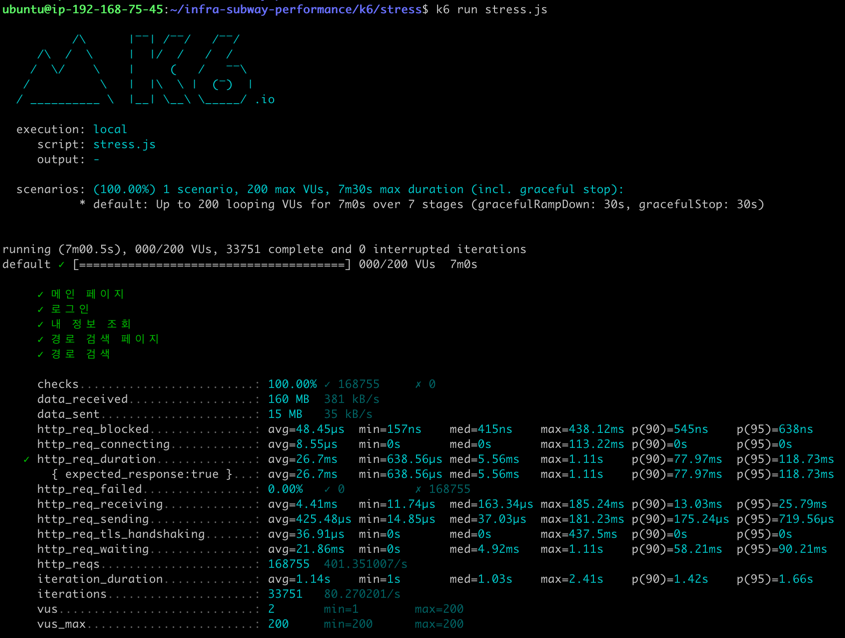 ubuntu@ip-192-168-75-45:~/infra-subway-performance/k6/stress$ k6 run stress.js
          /\      |‾‾| /‾‾/   /‾‾/
     /\  /  \     |  |/  /   /  /
    /  \/    \    |     (   /   ‾‾\
   /          \   |  |\  \ |  (‾)  |
  / __________ \  |__| \__\ \_____/ .io
  execution: local
     script: stress.js
     output: -
  scenarios: (100.00%) 1 scenario, 200 max VUs, 7m30s max duration (incl. graceful stop):
           * default: Up to 200 looping VUs for 7m0s over 7 stages (gracefulRampDown: 30s, gracefulStop: 30s)
running (7m00.5s), 000/200 VUs, 33751 complete and 0 interrupted iterations
default ✓ [======================================] 000/200 VUs  7m0s
     ✓ 메인 페이지
     ✓ 로그인
     ✓ 내 정보 조회
     ✓ 경로 검색 페이지
     ✓ 경로 검색
     checks.........................: 100.00% ✓ 168755     ✗ 0
     data_received..................: 160 MB  381 kB/s
     data_sent......................: 15 MB   35 kB/s
     http_req_blocked...............: avg=48.45µs  min=157ns    med=415ns    max=438.12ms p(90)=545ns    p(95)=638ns
     http_req_connecting............: avg=8.55µs   min=0s       med=0s       max=113.22ms p(90)=0s       p(95)=0s
   ✓ http_req_duration..............: avg=26.7ms   min=638.56µs med=5.56ms   max=1.11s    p(90)=77.97ms  p(95)=118.73ms
       { expected_response:true }...: avg=26.7ms   min=638.56µs med=5.56ms   max=1.11s    p(90)=77.97ms  p(95)=118.73ms
     http_req_failed................: 0.00%   ✓ 0          ✗ 168755
     http_req_receiving.............: avg=4.41ms   min=11.74µs  med=163.34µs max=185.24ms p(90)=13.03ms  p(95)=25.79ms
     http_req_sending...............: avg=425.48µs min=14.85µs  med=37.03µs  max=181.23ms p(90)=175.24µs p(95)=719.56µs
     http_req_tls_handshaking.......: avg=36.91µs  min=0s       med=0s       max=437.5ms  p(90)=0s       p(95)=0s
     http_req_waiting...............: avg=21.86ms  min=0s       med=4.92ms   max=1.11s    p(90)=58.21ms  p(95)=90.21ms
     http_reqs......................: 168755  401.351007/s
     iteration_duration.............: avg=1.14s    min=1s       med=1.03s    max=2.41s    p(90)=1.42s    p(95)=1.66s
     iterations.....................: 33751   80.270201/s
     vus............................: 2       min=1        max=200
     vus_max........................: 200     min=200      max=200